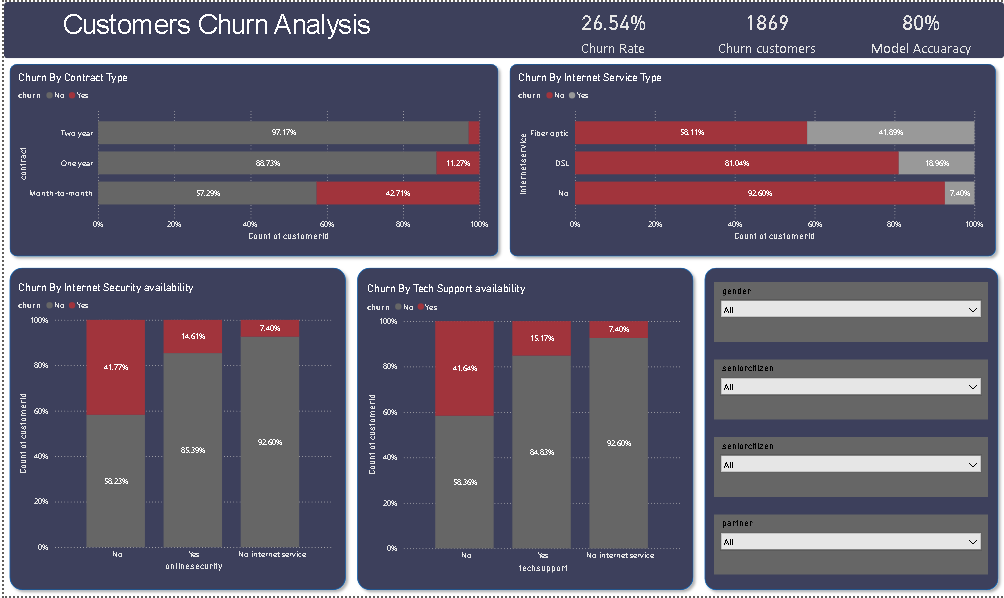 Customers Churn Analysis
26.54%
Churn Rate
1869
Churn customers
80%
Model Accuaracy
Churn By Contract Type
churn No Yes
contract
Two year
97.17%
One year
88.73%
11.27%
Month-to-month
57.29%
42.71%
0% 20% 40% 60% 80% 100%
Count of customerid
Churn By Internet Service Type
churn No Yes
internetservice
Fiber optic
58.11%
41.89%
DSL
81.04%
18.96%
No
92.60%
7.40%
0% 20% 40% 60% 80% 100%
Count of customerid
Churn By Internet Security availability
churn No Yes
Count of customerid
100%
80%
60%
40%
20%
0%
41.77%
58.23%
14.61%
85.39%
7.40%
92.60%
No Yes No internet service
onlinesecurity
Churn By Tech Support availability
churn No Yes
Count of customerid
100%
80%
60%
40%
20%
0%
41.64%
58.36%
15.17%
84.83%
7.40%
92.60%
No Yes No internet service
techsupport
gender
All
seniorcitizen
All
seniorcitizen
All
partner
All